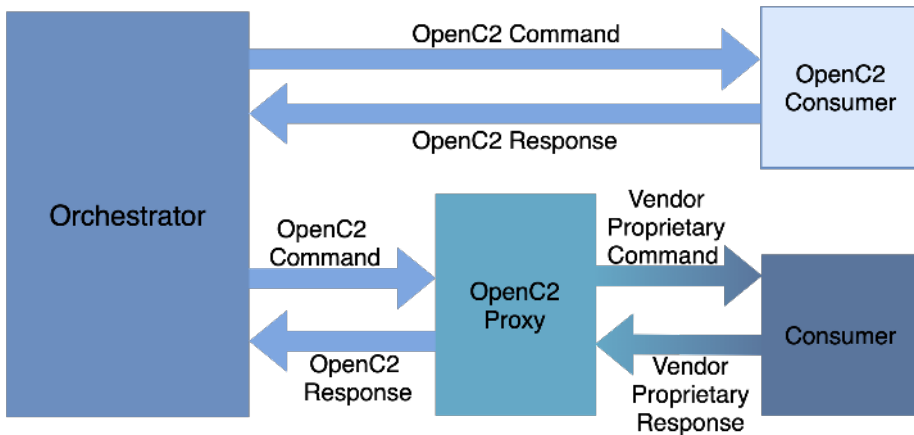 OpenC2 Command
OpenC2
Consumer
OpenC2 Response
Orchestrator
OpenC2
Command
OpenC2
Response
OpenC2
Proxy
Vendor
Proprietary
Command
Vendor
Proprietary
Response
Consumer